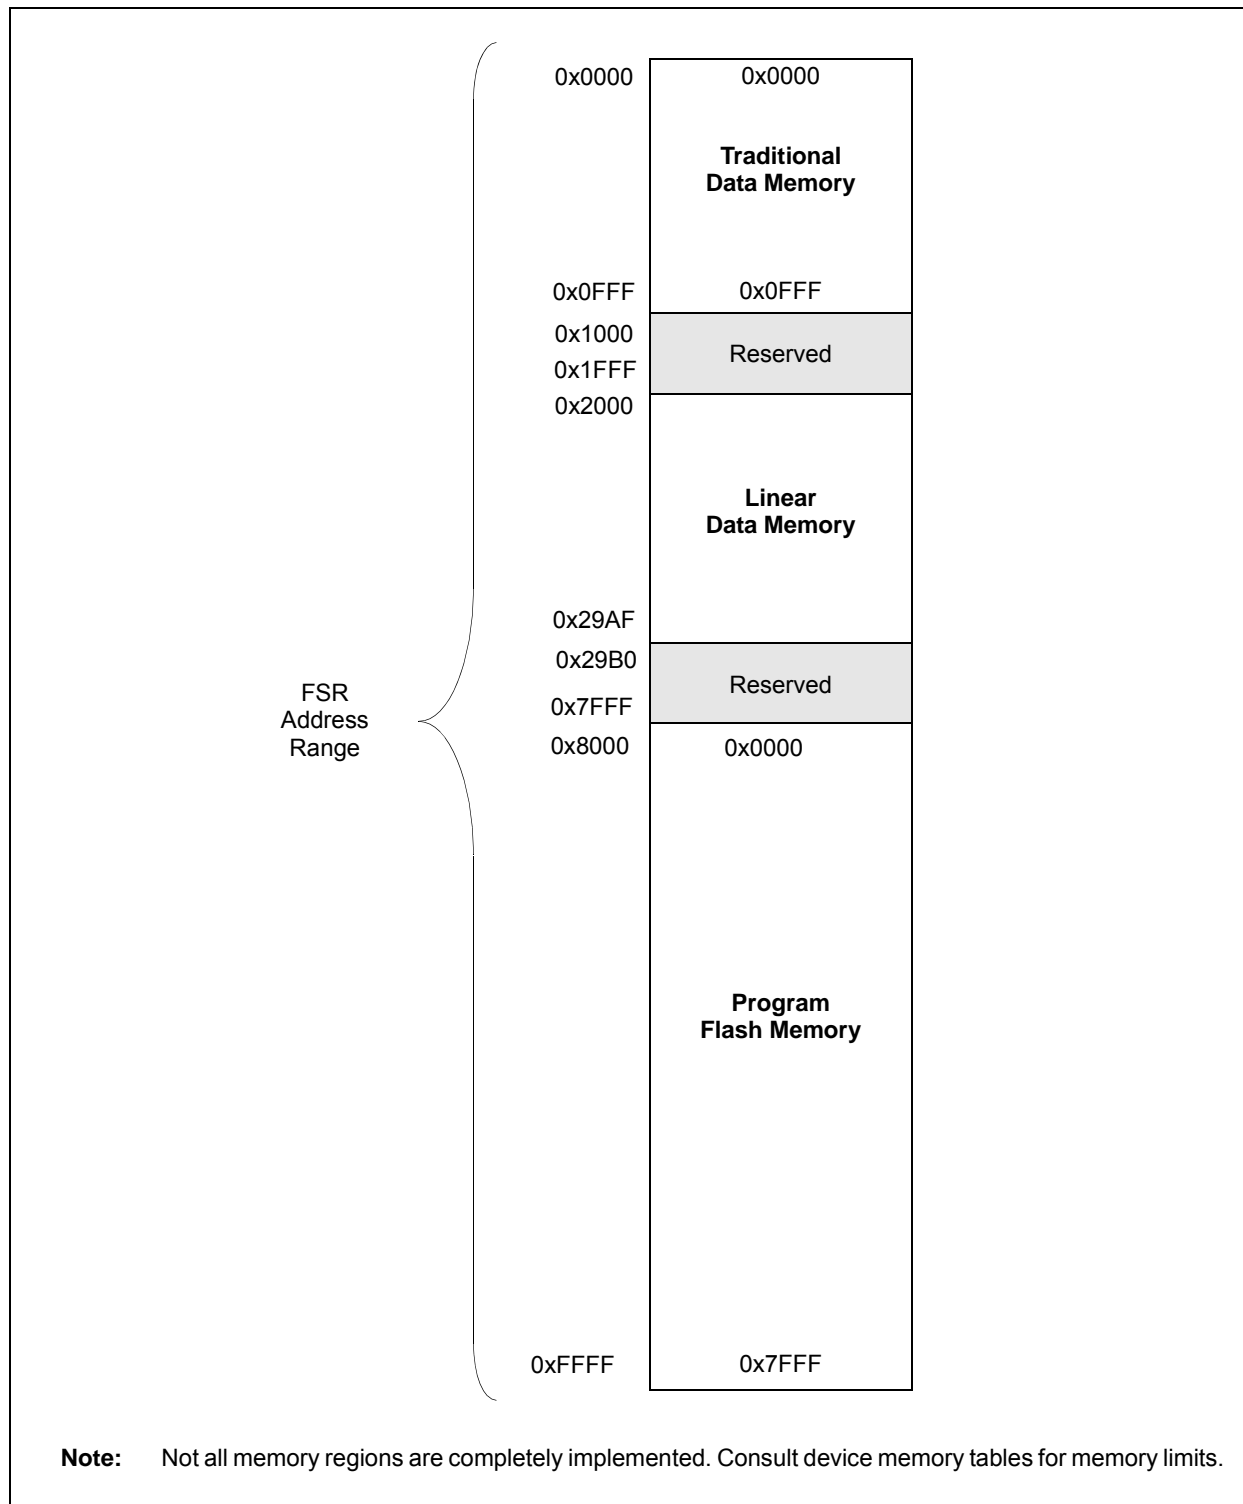 0x0000 0x0000
Traditional
Data Memory
0x0FFF 0x0FFF
0x1000
Reserved
0x1FFF
0x2000
Linear
Data Memory
0x29AF
0x29B0
Reserved
0x7FFF
FSR
Address
Range
0x8000 0x0000
Program
Flash Memory
0xFFFF 0x7FFF
Note: Not all memory regions are completely implemented. Consult device memory tables for memory limits.